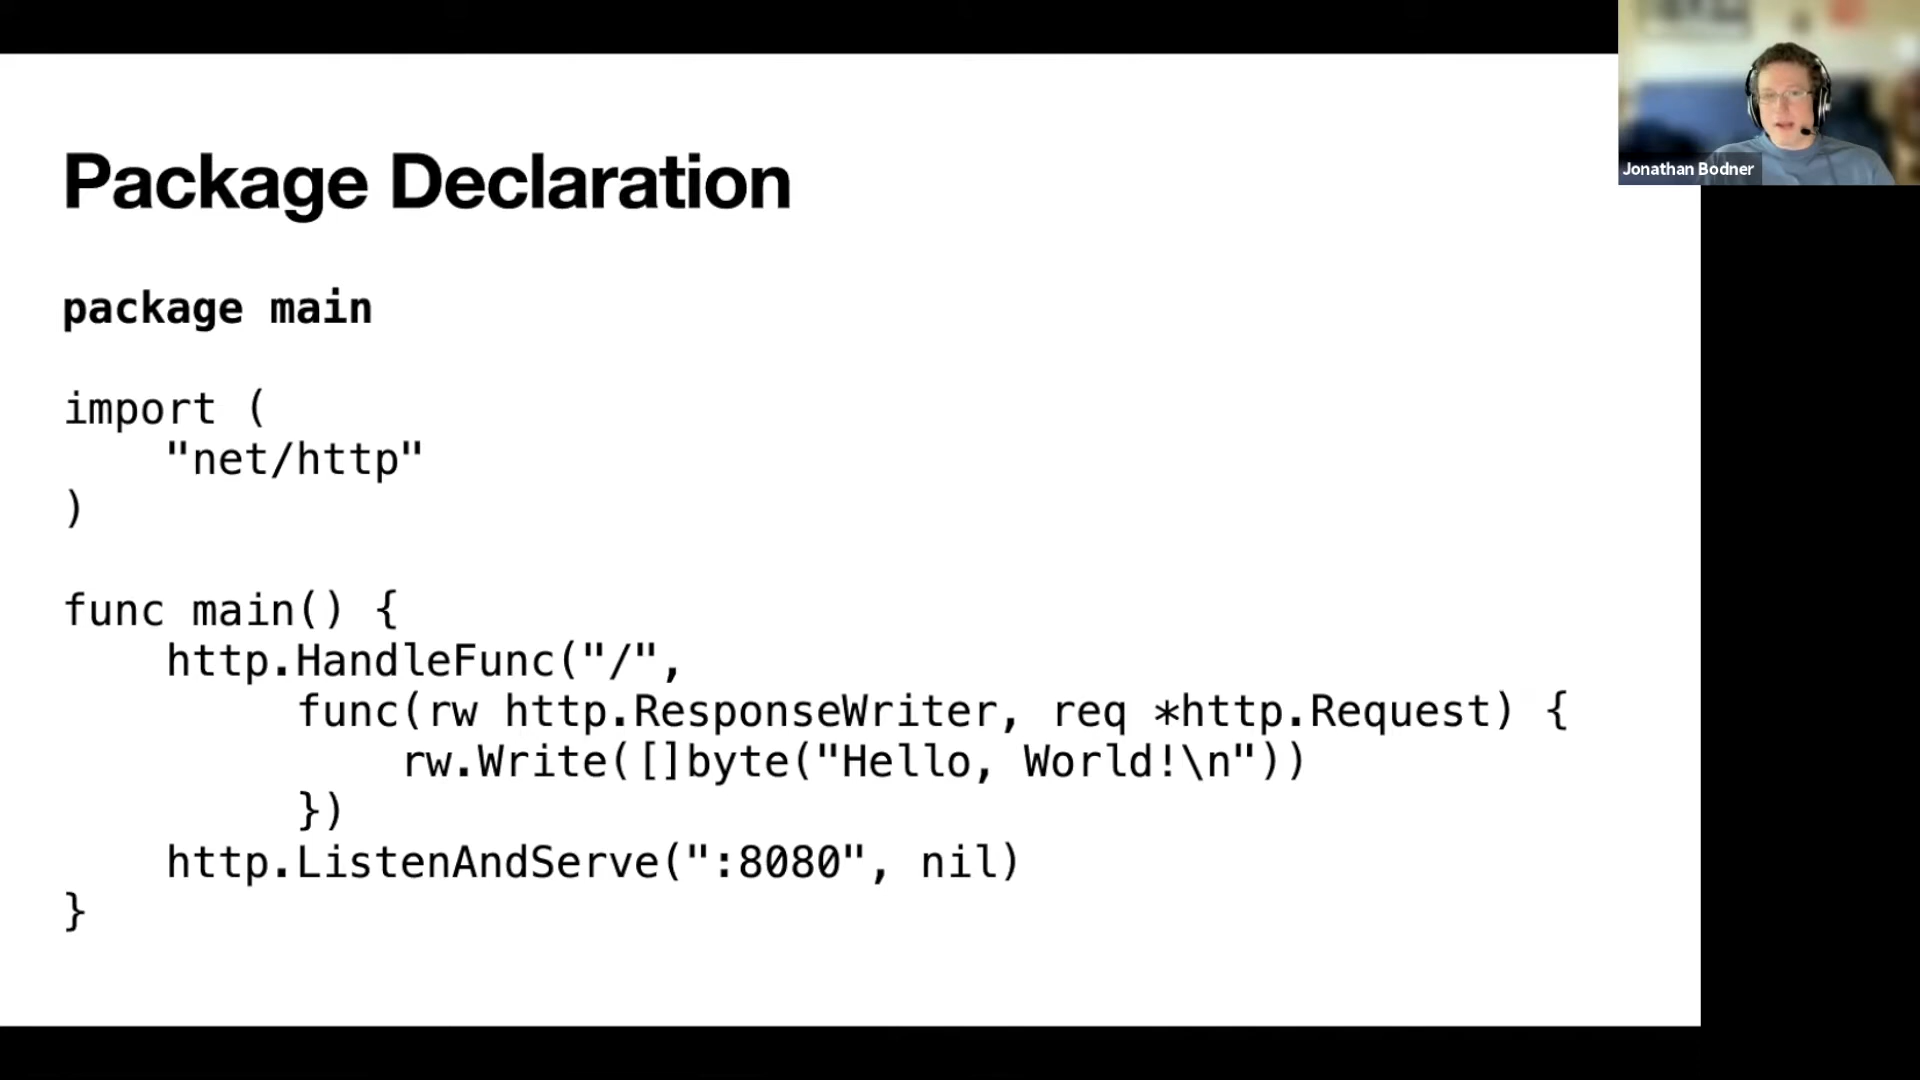 Package Declaration
Jonathan Bodner
package main
import (
    "net/http"
)
func main() {
    http.HandleFunc("/",
         func(rw http.ResponseWriter, req *http.Request) {
             rw.Write([]byte("Hello, World!\n"))
         })
    http.ListenAndServe(":8080", nil)
}